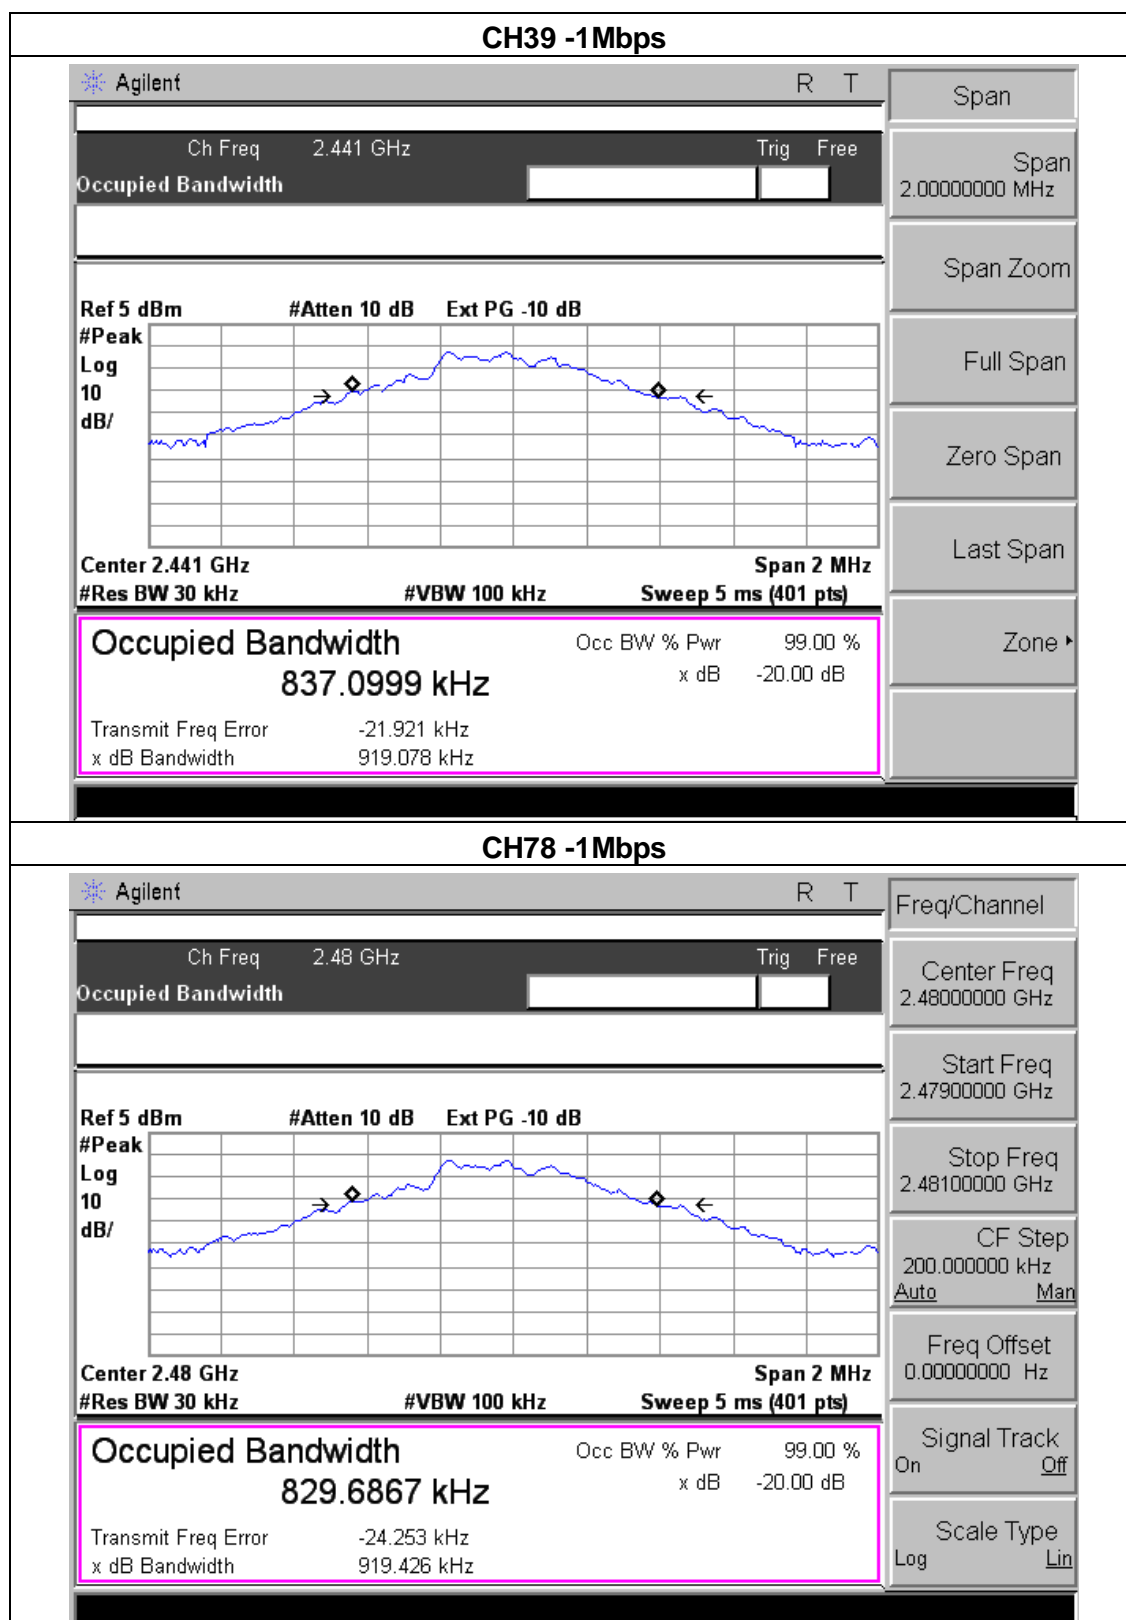 CH39 -1Mbps
Agilent R T
Span
Ch Freq 2.441 GHz Trig Free
Occupied Bandwidth
Span
2.00000000 MHz
Span Zoom
Full Span
Zero Span
Last Span
Zone
Ref 5 dBm #Atten 10 dB Ext PG -10 dB
#Peak
Log
10
dB/
Center 2.441 GHz Span 2 MHz
#Res BW 30 kHz #VBW 100 kHz Sweep 5 ms (401 pts)
Occupied Bandwidth Occ BW % Pwr 99.00 %
837.0999 kHz x dB -20.00 dB
Transmit Freq Error -21.921 kHz
x dB Bandwidth 919.078 kHz
CH78 -1Mbps
Agilent R T
Freq/Channel
Ch Freq 2.48 GHz Trig Free
Occupied Bandwidth
Center Freq
2.48000000 GHz
Start Freq
2.47900000 GHz
Stop Freq
2.48100000 GHz
CF Step
200.000000 kHz
Auto Man
Freq Offset
0.00000000 Hz
Signal Track
On Off
Scale Type
Log Lin
Ref 5 dBm #Atten 10 dB Ext PG -10 dB
#Peak
Log
10
dB/
Center 2.48 GHz Span 2 MHz
#Res BW 30 kHz #VBW 100 kHz Sweep 5 ms (401 pts)
Occupied Bandwidth Occ BW % Pwr 99.00 %
829.6867 kHz x dB -20.00 dB
Transmit Freq Error -24.253 kHz
x dB Bandwidth 919.426 kHz